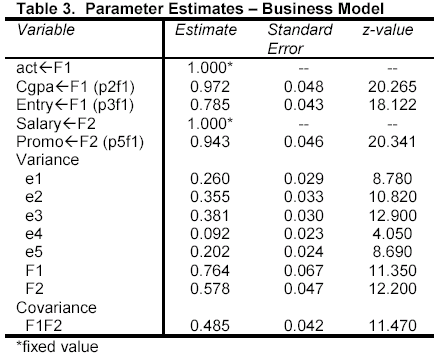 Table 3. Parameter Estimates – Business Model
Variable Estimate Standard Error z-value
act←F1 1.000* -- --
Cgpa←F1 (p2f1) 0.972 0.048 20.265
Entry←F1 (p3f1) 0.785 0.043 18.122
Salary←F2 1.000* -- --
Promo←F2 (p5f1) 0.943 0.046 20.341
Variance
e1 0.260 0.029 8.780
e2 0.355 0.033 10.820
e3 0.381 0.030 12.900
e4 0.092 0.023 4.050
e5 0.202 0.024 8.690
F1 0.764 0.067 11.350
F2 0.578 0.047 12.200
Covariance
F1F2 0.485 0.042 11.470
*fixed value